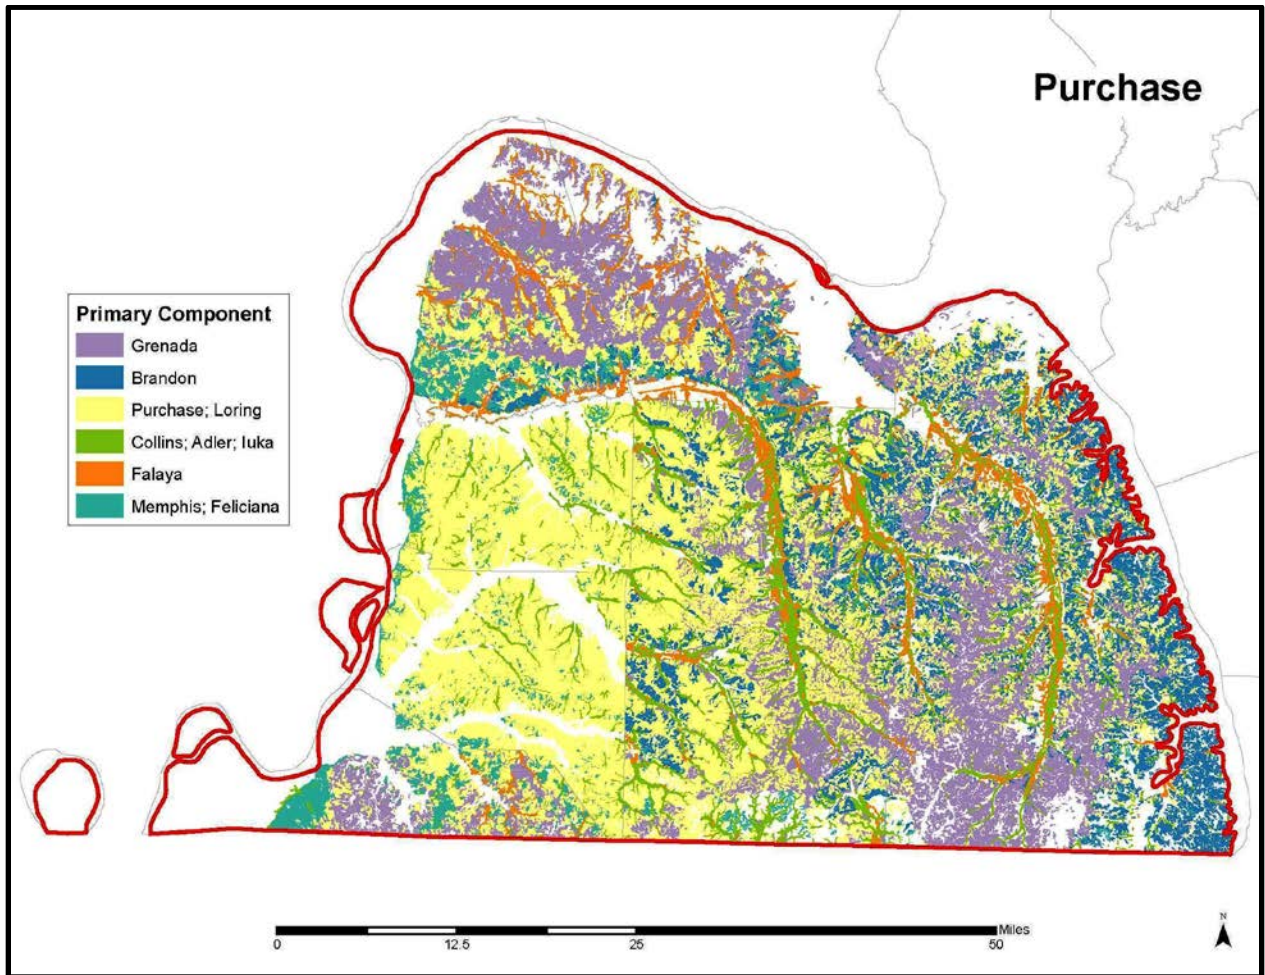 Purchase
Primary Component
Grenada
Brandon
Purchase; Loring
Collins; Adler; Iuka
Falaya
Memphis; Feliciana
N
Miles
0 12.5 25 50